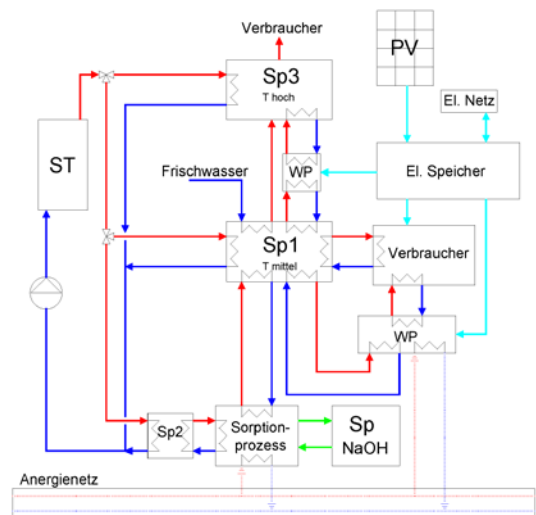 Verbraucher
PV
Sp3
T hoch
El. Netz
ST
WP
El. Speicher
Frischwasser
Sp1
T mittel
Verbraucher
WP
Sp2
Sorption-
prozess
Sp
NaOH
Anergienetz